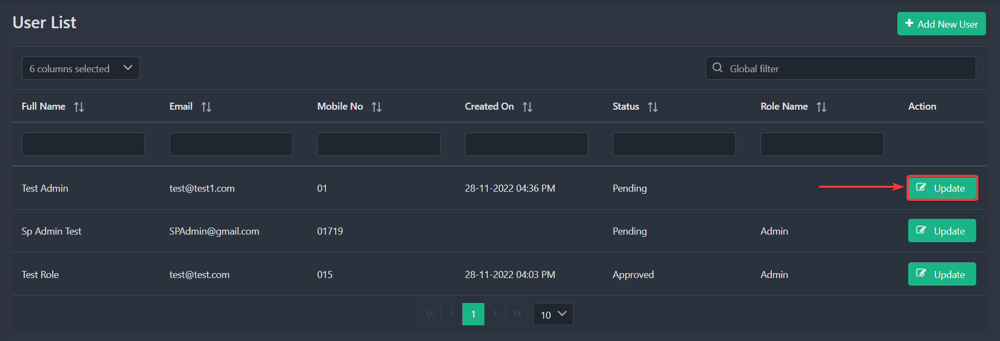 User List
Add New User
6 columns selected
Global filter
Full Name Email Mobile No Created On Status Role Name Action
Test Admin test@test1.com 01 28-11-2022 04:36 PM Pending Update
Sp Admin Test SPAdmin@gmail.com 01719 Pending Admin Update
Test Role test@test.com 015 28-11-2022 04:03 PM Approved Admin Update
« ‹ 1 › » 10